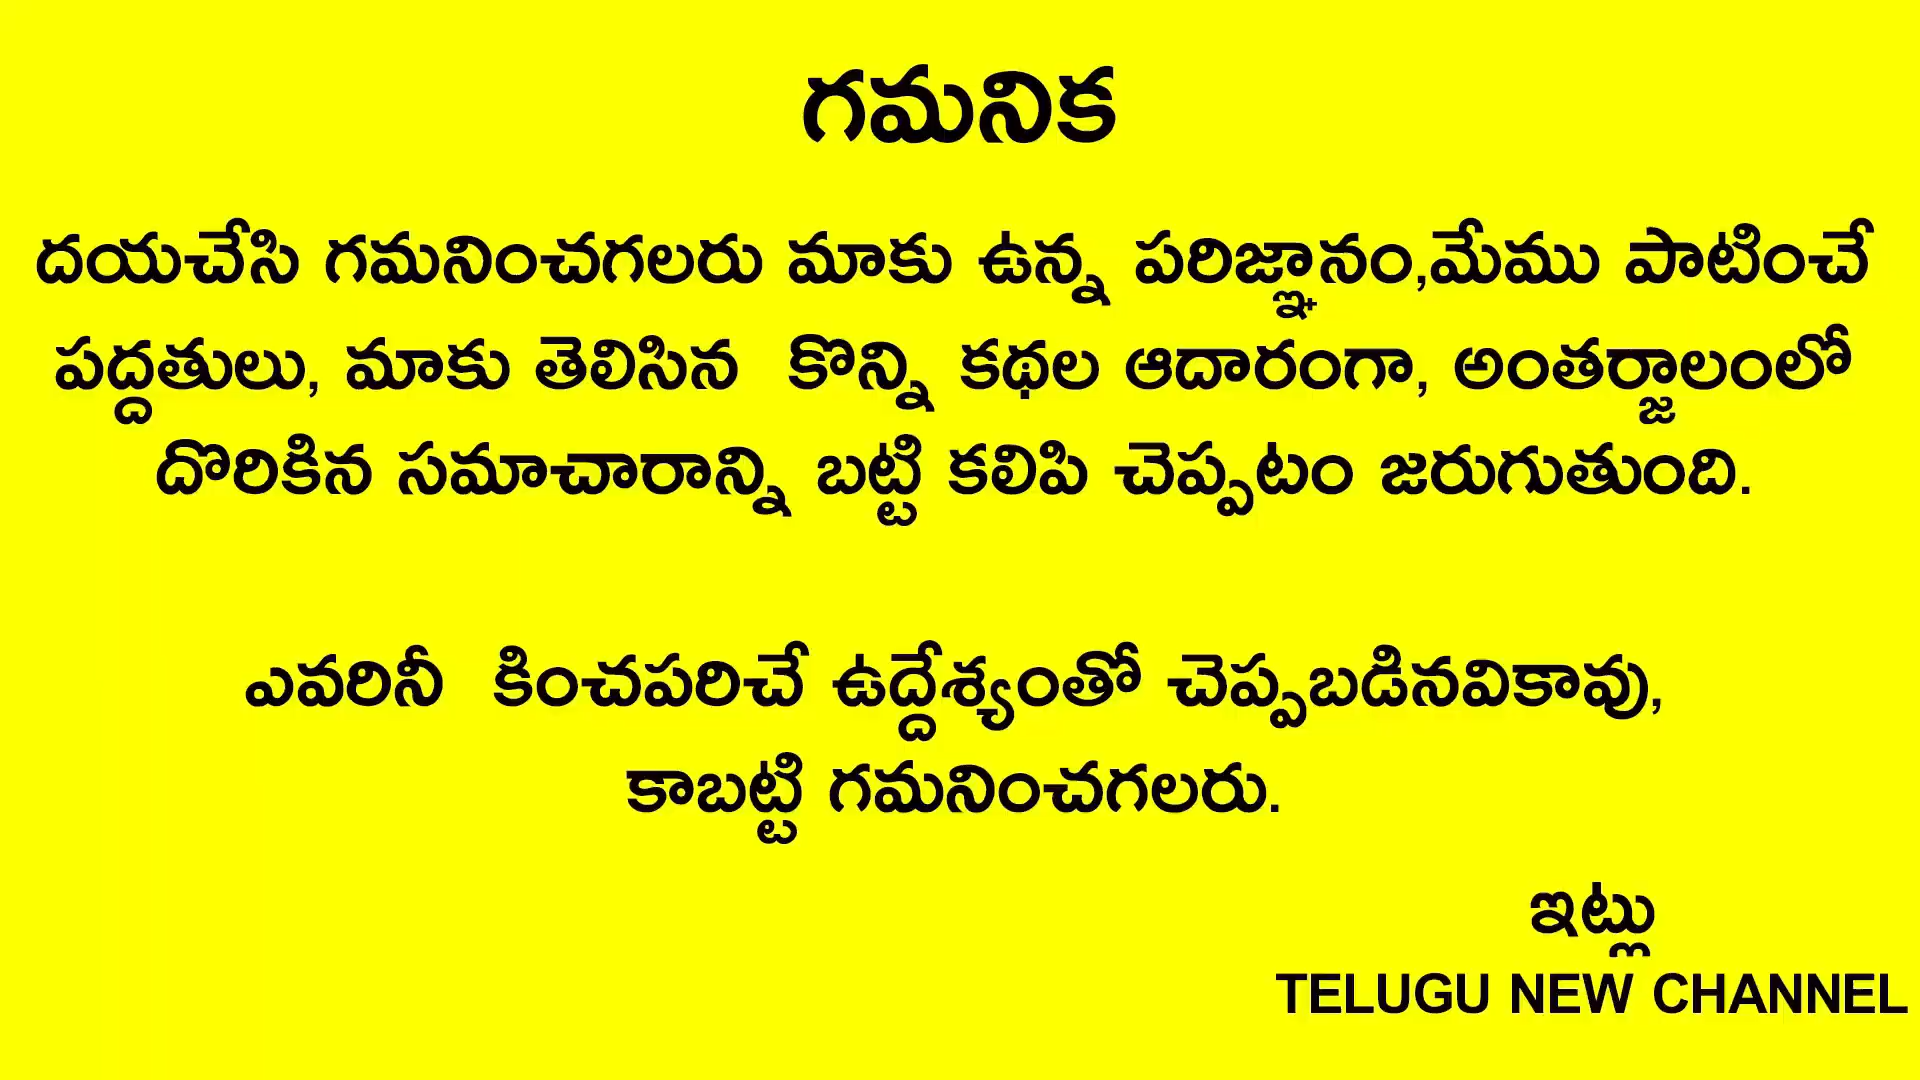 గమనిక
దయచేసి గమనించగలరు మాకు ఉన్న పరిజ్ఞానం,మేము పాటించే
పద్దతులు, మాకు తెలిసిన  కొన్ని కథల ఆదారంగా, అంతర్జాలంలో
దొరికిన సమాచారాన్ని బట్టి కలిపి చెప్పటం జరుగుతుంది.
ఎవరినీ  కించపరిచే ఉద్దేశ్యంతో చెప్పబడినవికావు,
కాబట్టి గమనించగలరు.
ఇట్లు
TELUGU NEW CHANNEL